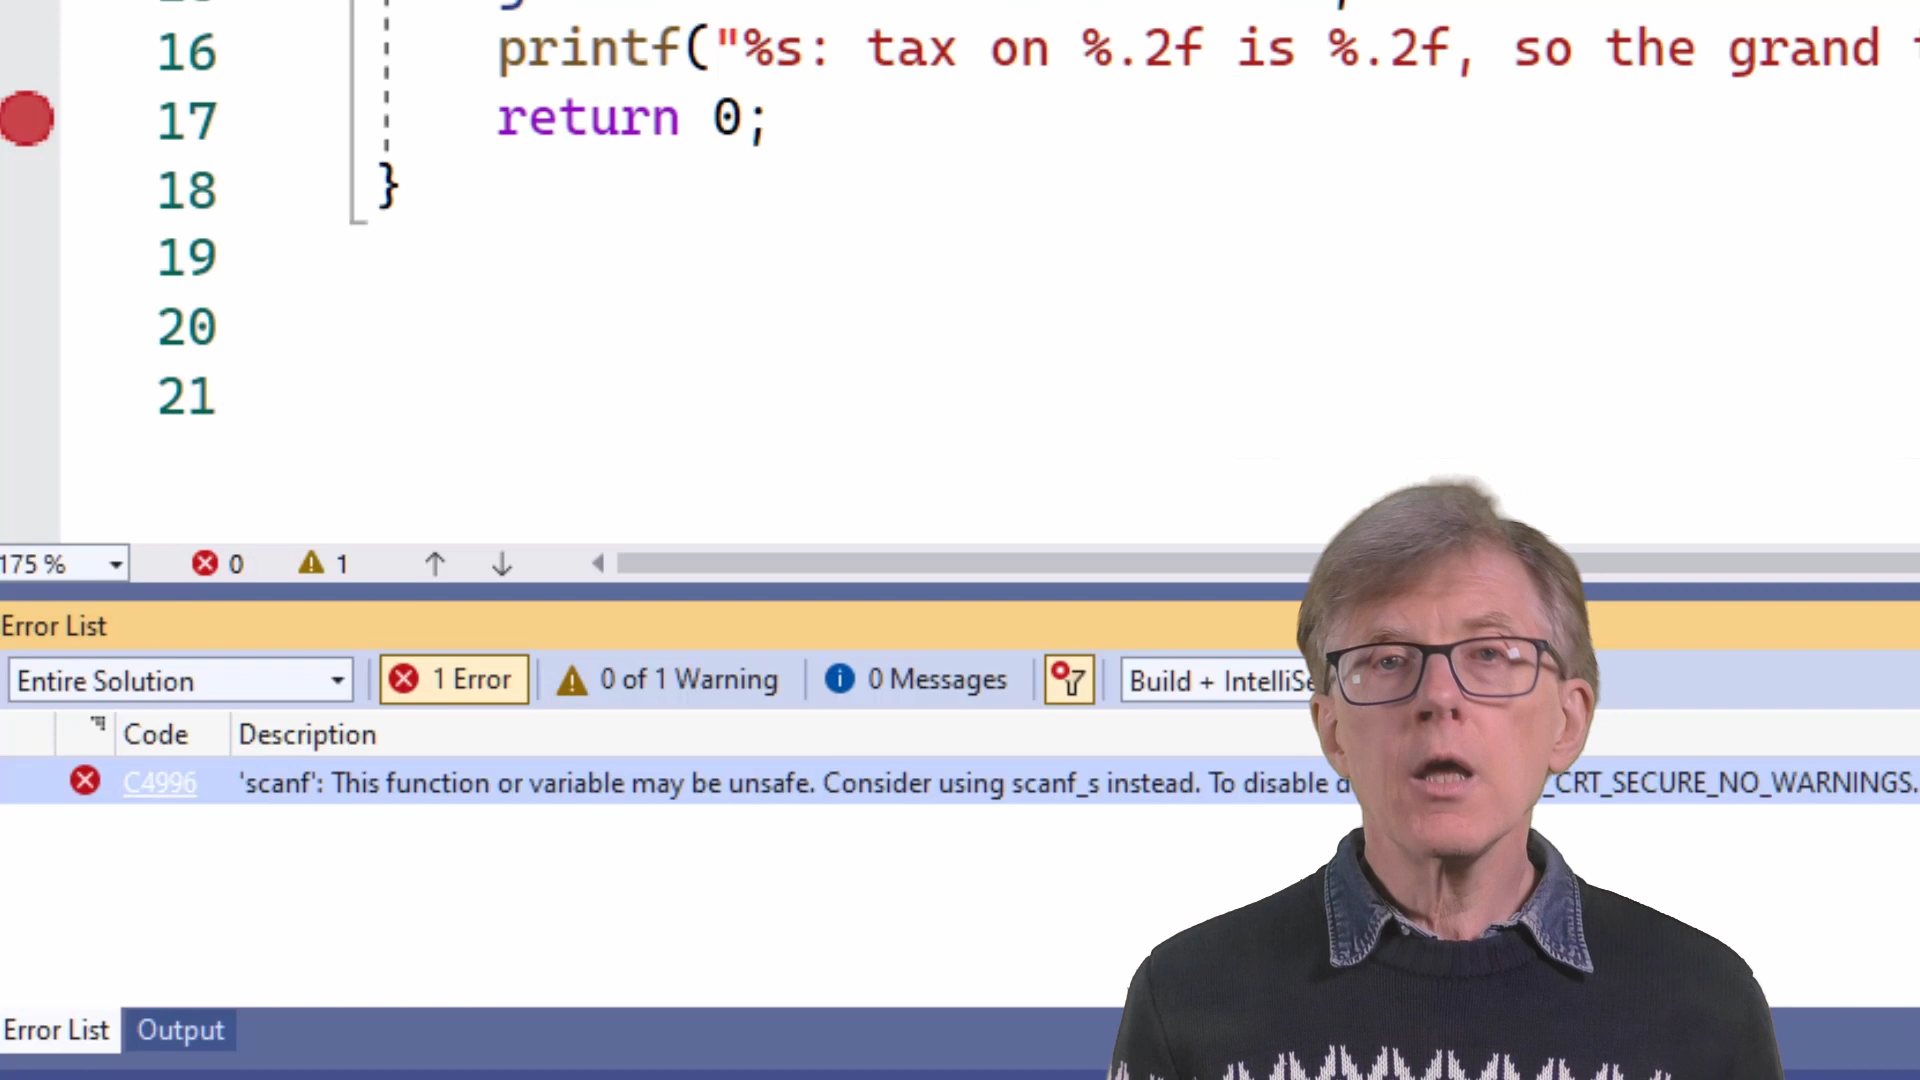 16 printf("%s: tax on %.2f is %.2f, so the grand
17 return 0;
18 }
19
20
21
175 % 0 1
Error List
Entire Solution 1 Error 0 of 1 Warning 0 Messages Build +
Code Description
C4996 'scanf': This function or variable may be unsafe. Consider using scanf_s instead. To disable _CRT_SECURE_NO_WARNINGS.
Error List Output